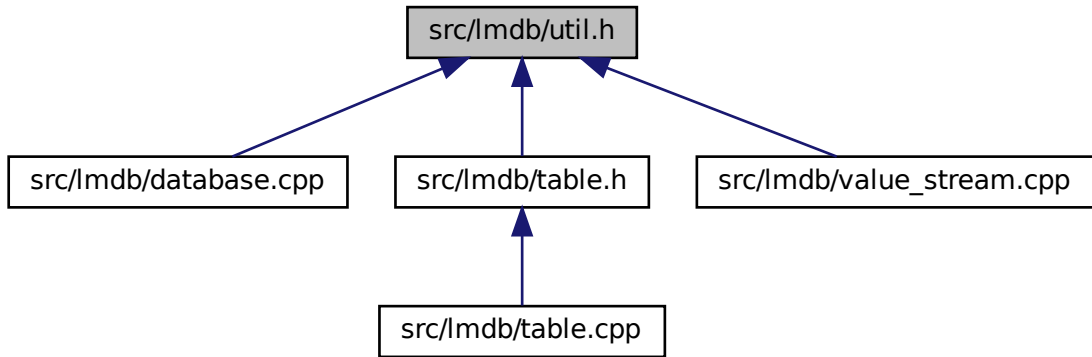 src/lmdb/util.h
src/lmdb/database.cpp
src/lmdb/table.h
src/lmdb/value_stream.cpp
src/lmdb/table.cpp